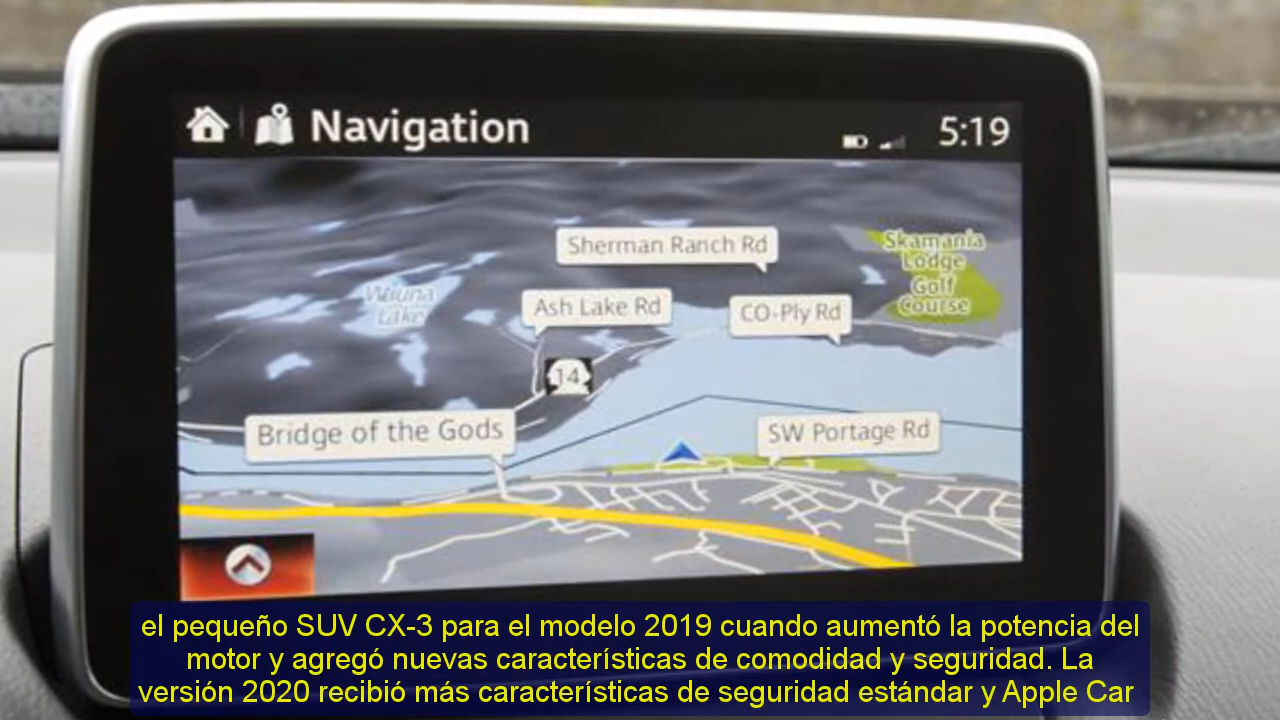 Navigation
5:19
Sherman Ranch Rd
Skamania
Lodge
Golf
Course
Wauna
Lake
Ash Lake Rd
CO-Ply Rd
14
Bridge of the Gods
SW Portage Rd
el pequeño SUV CX-3 para el modelo 2019 cuando aumentó la potencia del
motor y agregó nuevas características de comodidad y seguridad. La
versión 2020 recibió más características de seguridad estándar y Apple Car